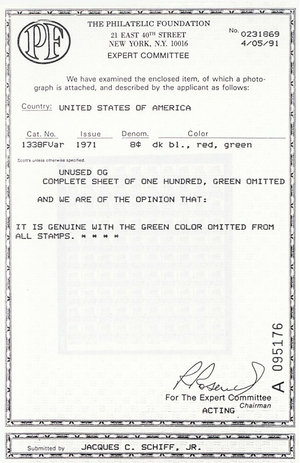 PF
THE PHILATELIC FOUNDATION
21 EAST 40TH STREET
NEW YORK, N.Y. 10016
EXPERT COMMITTEE
No. 0231869
4/05/91
We have examined the enclosed item, of which a photo-
graph is attached, and described by the applicant as follows:
Country: UNITED STATES OF AMERICA
Cat. No. Issue Denom. Color
1338FVar 1971 8¢ dk bl., red, green
Scott's unless otherwise specified
UNUSED OG
COMPLETE SHEET OF ONE HUNDRED, GREEN OMITTED
AND WE ARE OF THE OPINION THAT:
IT IS GENUINE WITH THE GREEN COLOR OMITTED FROM
ALL STAMPS. * * * *
For The Expert Committee
Chairman
ACTING
A 095176
Submitted by JACQUES C. SCHIFF, JR.